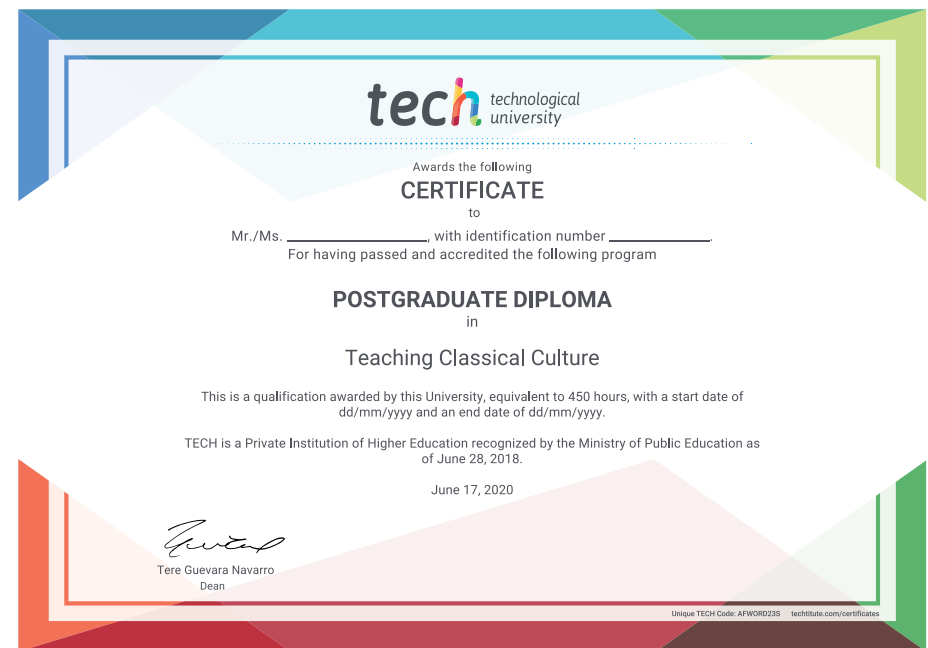 tech technological
university
Awards the following
CERTIFICATE
to
Mr./Ms. ____________, with identification number ____________.
For having passed and accredited the following program
POSTGRADUATE DIPLOMA
in
Teaching Classical Culture
This is a qualification awarded by this University, equivalent to 450 hours, with a start date of
dd/mm/yyyy and an end date of dd/mm/yyyy.
TECH is a Private Institution of Higher Education recognized by the Ministry of Public Education as
of June 28, 2018.
June 17, 2020
Tere Guevara Navarro
Dean
Unique TECH Code: AFWORD23S techtitute.com/certificates